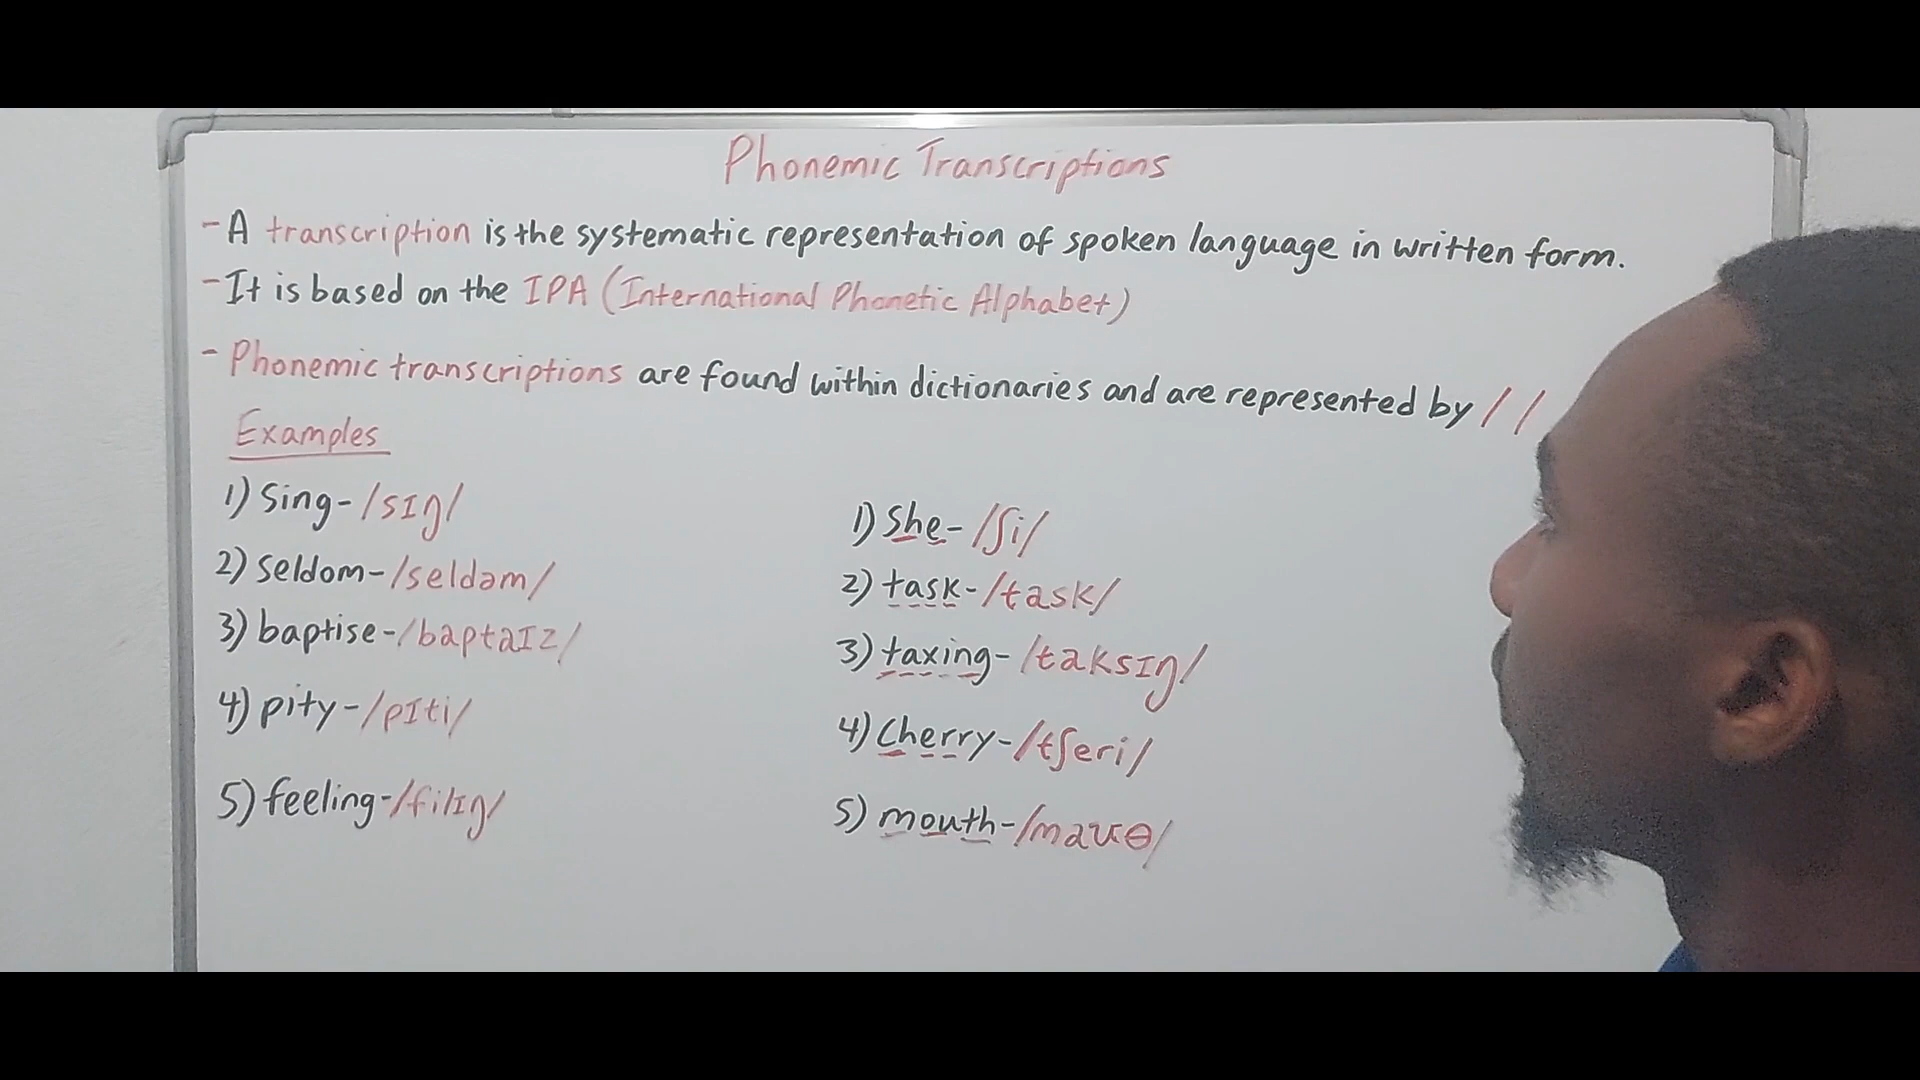 Phonemic Transcriptions
- A transcription is the systematic representation of spoken language in written form.
- It is based on the IPA (International Phonetic Alphabet)
- Phonemic transcriptions are found within dictionaries and are represented by / /
Examples
1) Sing - /sɪŋ/
2) Seldom - /seldəm/
3) baptise - /baptaɪz/
4) pity - /pɪti/
5) feeling - /filɪŋ/
1) She - /ʃi/
2) task - /task/
3) taxing - /taksɪŋ/
4) Cherry - /tʃeri/
5) mouth - /maʊθ/